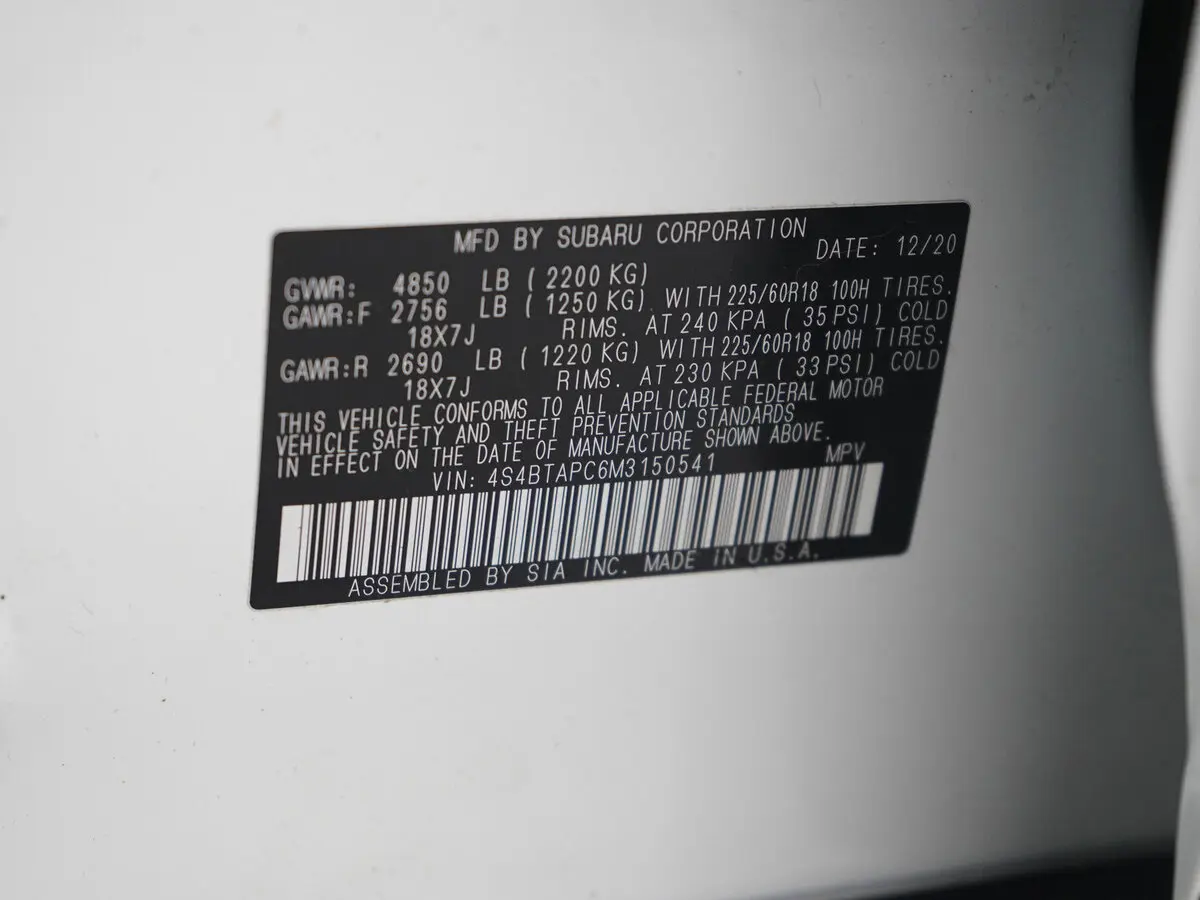 MFD BY SUBARU CORPORATION
DATE: 12/20
GVWR: 4850 LB ( 2200 KG)
GAWR:F 2756 LB ( 1250 KG) WITH 225/60R18 100H TIRES.
18X7J RIMS. AT 240 KPA ( 35 PSI) COLD
GAWR:R 2690 LB ( 1220 KG) WITH 225/60R18 100H TIRES.
18X7J RIMS. AT 230 KPA ( 33 PSI) COLD
THIS VEHICLE CONFORMS TO ALL APPLICABLE FEDERAL MOTOR
VEHICLE SAFETY AND THEFT PREVENTION STANDARDS
IN EFFECT ON THE DATE OF MANUFACTURE SHOWN ABOVE.
VIN: 4S4BTAPC6M3150541 MPV
ASSEMBLED BY SIA INC. MADE IN U.S.A.